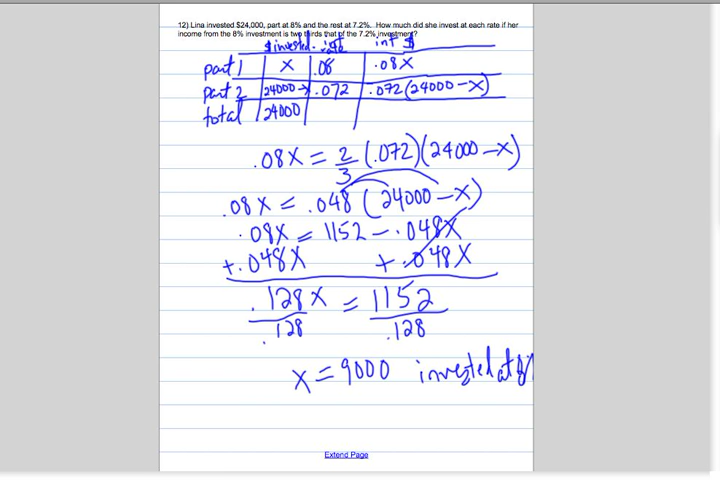 12) Lina invested $24,000, part at 8% and the rest at 7.2%. How much did she invest at each rate if her
income from the 8% investment is two thirds that of the 7.2% investment?
$ invested rate int $
part 1 x .08 .08x
part 2 24000-x .072 .072(24000-x)
total 24000
.08x = 2/3 (.072)(24000-x)
.08x = .048 (24000-x)
.08x = 1152 - .048x
+.048x + .048x
.128x = 1152
.128 .128
x = 9000 invested at 8%
Extend Page